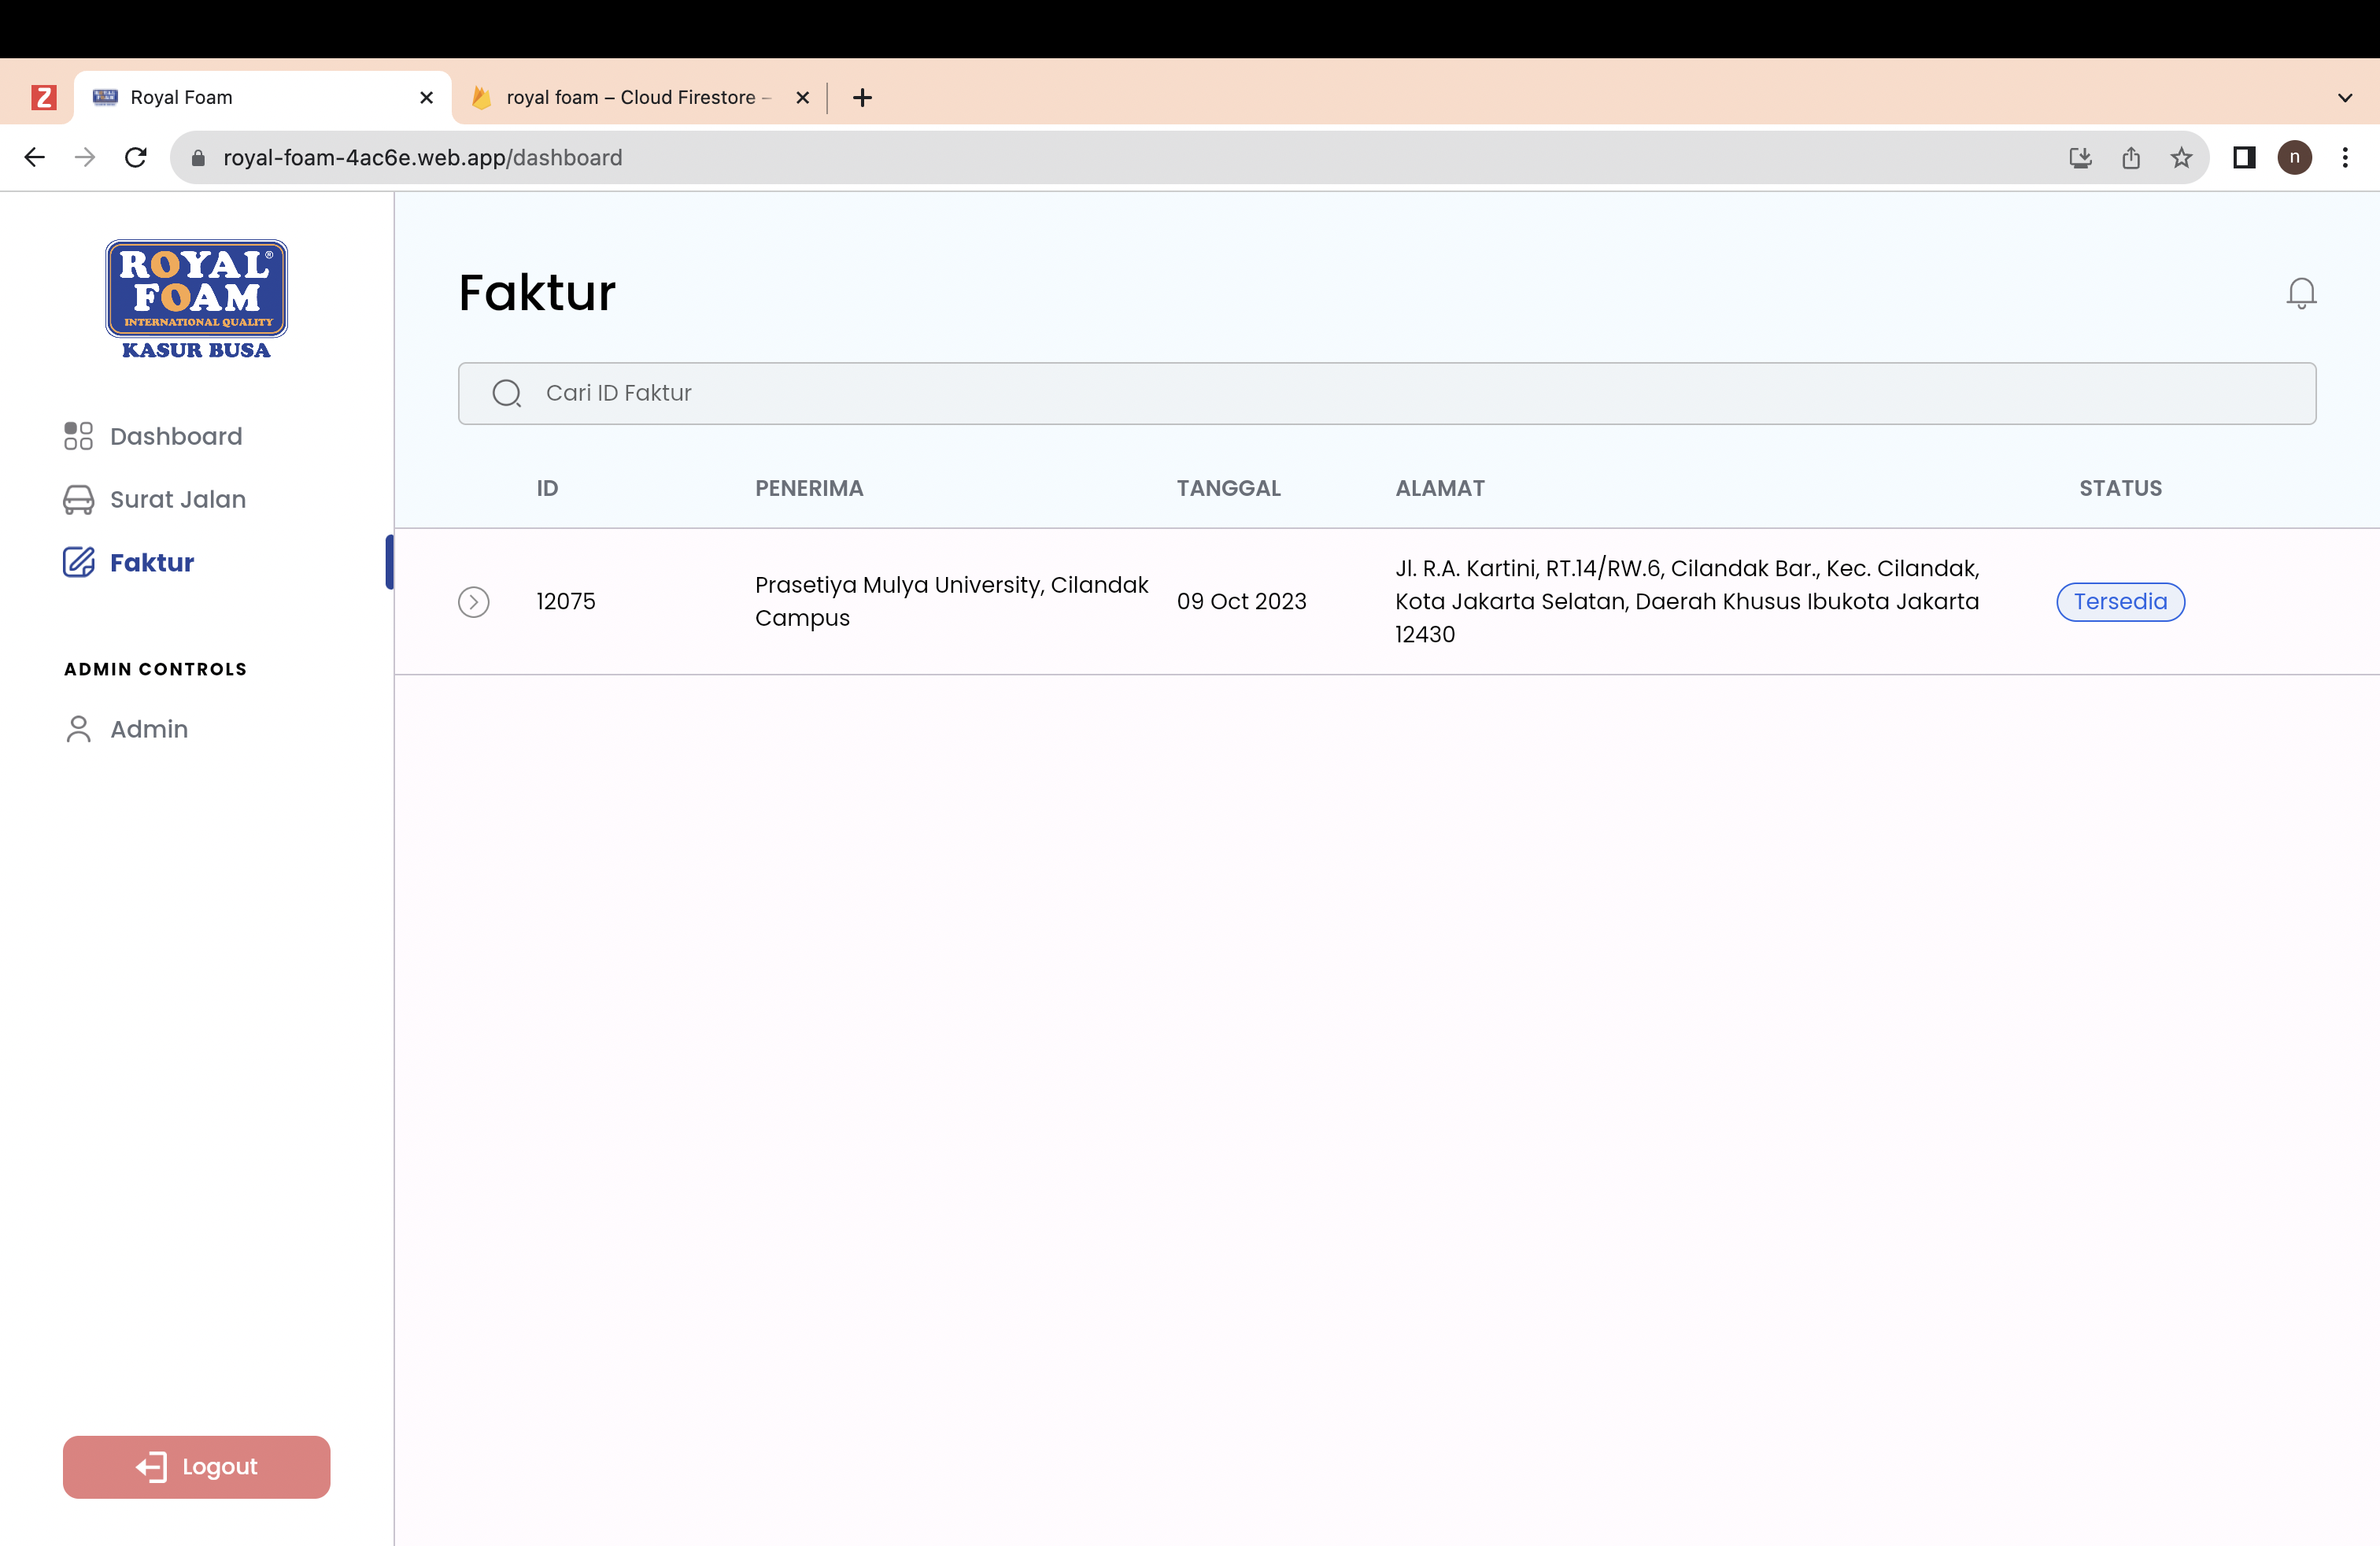 Z
Royal Foam
royal foam – Cloud Firestore –
royal-foam-4ac6e.web.app/dashboard
n
ROYAL®
FOAM
INTERNATIONAL QUALITY
KASUR BUSA
Dashboard
Surat Jalan
Faktur
ADMIN CONTROLS
Admin
Logout
Faktur
Cari ID Faktur
ID PENERIMA TANGGAL ALAMAT STATUS
12075
Prasetiya Mulya University, Cilandak
Campus
09 Oct 2023
Jl. R.A. Kartini, RT.14/RW.6, Cilandak Bar., Kec. Cilandak,
Kota Jakarta Selatan, Daerah Khusus Ibukota Jakarta
12430
Tersedia